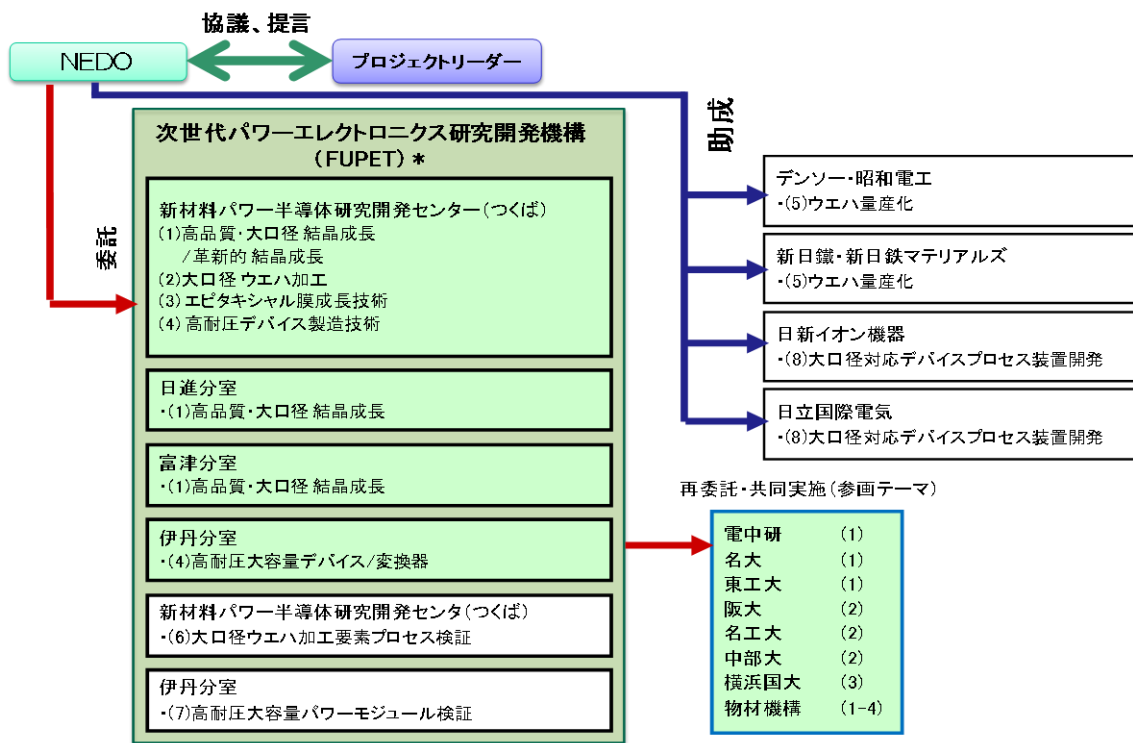 協議、提言
NEDO
プロジェクトリーダー
助成
委託
次世代パワーエレクトロニクス研究開発機構
(FUPET) *
新材料パワー半導体研究開発センター(つくば)
(1)高品質・大口径 結晶成長
/革新的 結晶成長
(2)大口径 ウエハ加工
(3) エピタキシャル膜成長技術
(4) 高耐圧デバイス製造技術
日進分室
・(1)高品質・大口径 結晶成長
富津分室
・(1)高品質・大口径 結晶成長
伊丹分室
・(4)高耐圧大容量デバイス/変換器
新材料パワー半導体研究開発センタ(つくば)
・(6)大口径ウエハ加工要素プロセス検証
伊丹分室
・(7)高耐圧大容量パワーモジュール検証
デンソー・昭和電工
・(5)ウエハ量産化
新日鐵・新日鉄マテリアルズ
・(5)ウエハ量産化
日新イオン機器
・(8)大口径対応デバイスプロセス装置開発
日立国際電気
・(8)大口径対応デバイスプロセス装置開発
再委託・共同実施(参画テーマ)
電中研 (1)
名大 (1)
東工大 (1)
阪大 (2)
名工大 (2)
中部大 (2)
横浜国大 (3)
物材機構 (1-4)